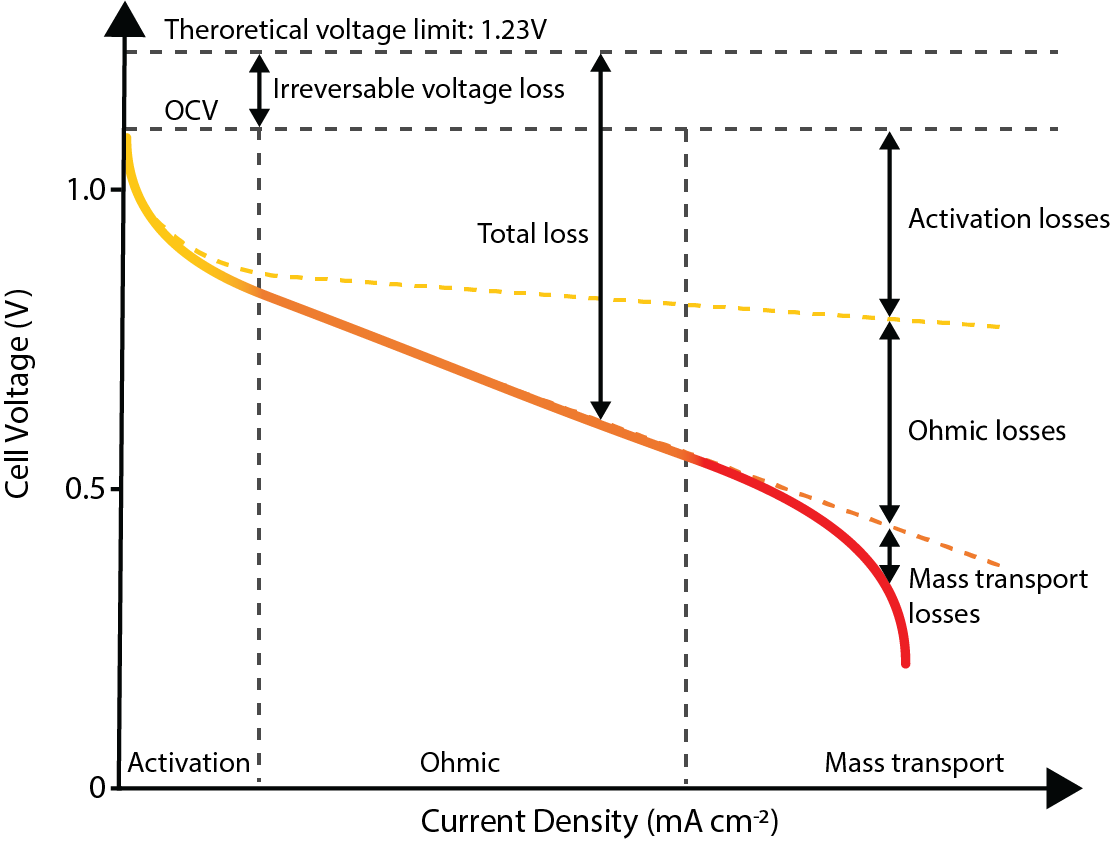 Theroretical voltage limit: 1.23V
Irreversable voltage loss
OCV
1.0
Activation losses
Total loss
Cell Voltage (V)
Ohmic losses
0.5
Mass transport
losses
Activation
Ohmic
Mass transport
0
Current Density (mA cm⁻²)